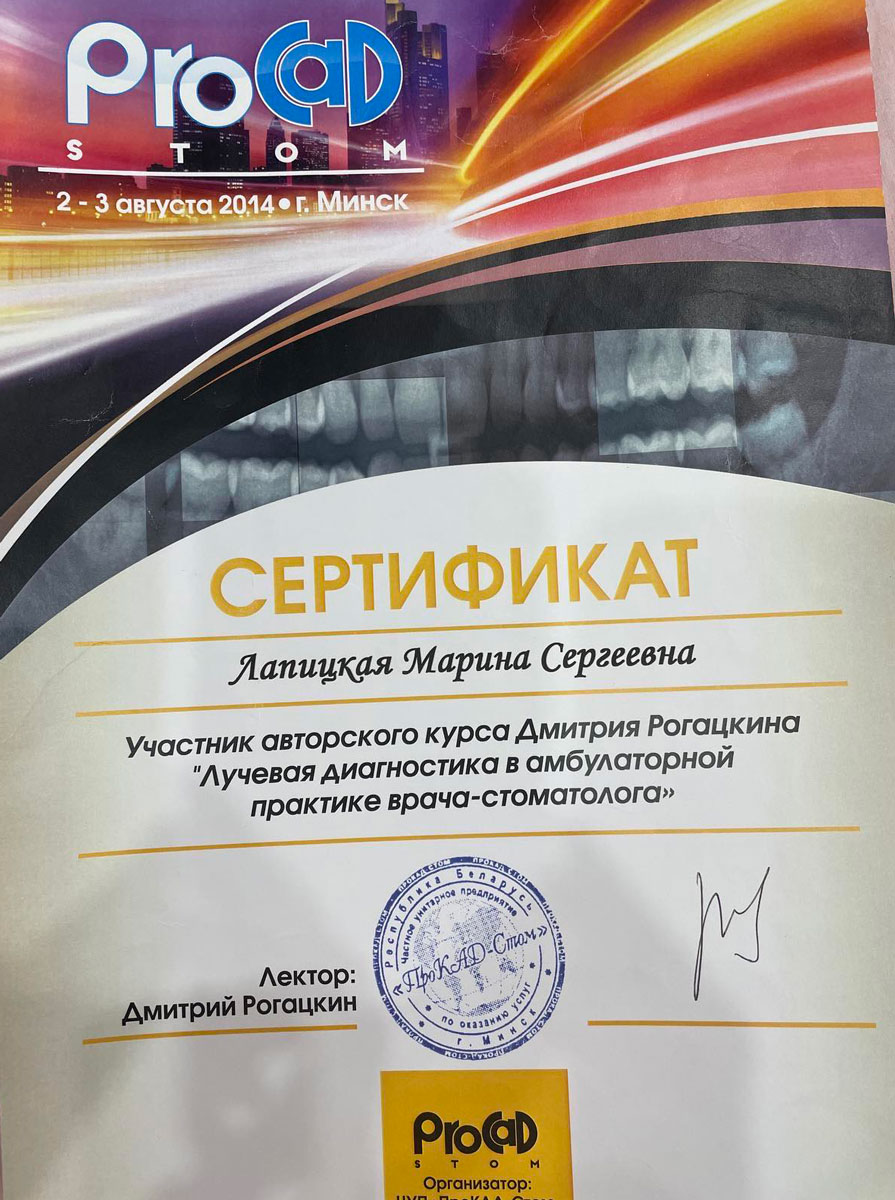 ProCaD
STOM
2 - 3 августа 2014 • г. Минск
СЕРТИФИКАТ
Лапицкая Марина Сергеевна
Участник авторского курса Дмитрия Рогацкина
"Лучевая диагностика в амбулаторной
практике врача-стоматолога»
Республика Беларусь
Частное унитарное предприятие
«ПроКАД-Стом»
по оказанию услуг
г. Минск
Лектор:
Дмитрий Рогацкин
ProCaD
STOM
Организатор: